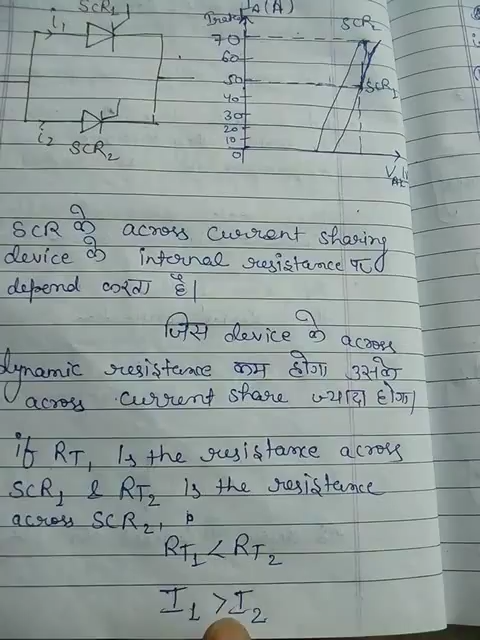 SCR1
i1
i2
SCR2
IA(A)
Irated
70
60
50
40
30
20
10
0
SCR2
SCR1
SCR के across current sharing
device के internal resistance पर
depend करता है।
जिस device के across
dynamic resistance कम होगा उसके
across current share ज्यादा होगा।
if RT1 Is the resistance across
SCR1 & RT2 Is the resistance
across SCR2,
RT1 < RT2
I1 > I2